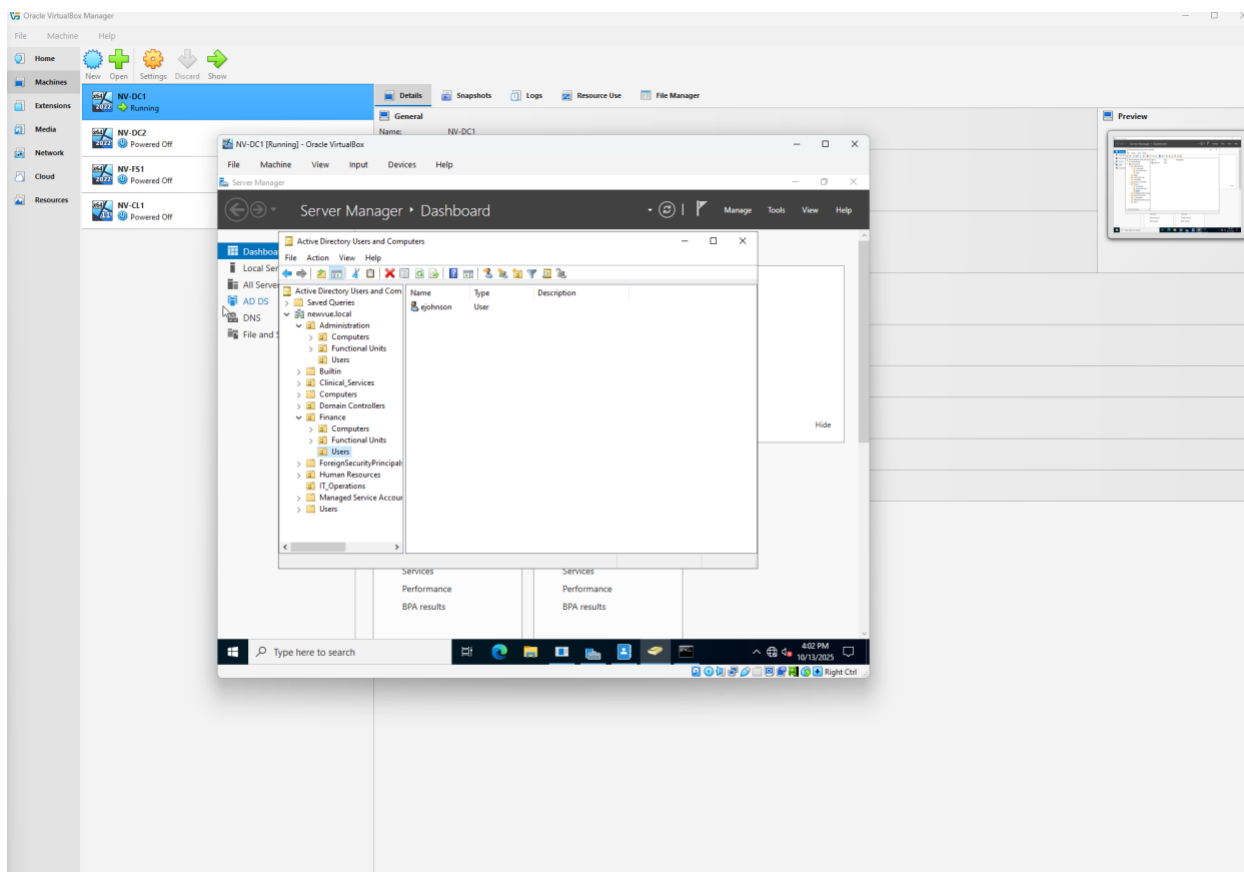 Oracle VirtualBox Manager
File Machine Help
Home
Machines
Extensions
Media
Network
Cloud
Resources
New Open Settings Discard Show
NV-DC1
Running
NV-DC2
Powered Off
NV-FS1
Powered Off
NV-CL1
Powered Off
Details Snapshots Logs Resource Use File Manager
General
Name: NV-DC1
Preview
NV-DC1 [Running] - Oracle VirtualBox
File Machine View Input Devices Help
Server Manager
Server Manager Dashboard
Manage Tools View Help
Dashboa
Local Ser
All Serve
AD DS
DNS
File and S
Active Directory Users and Computers
File Action View Help
Active Directory Users and Com
Saved Queries
newvue.local
Administration
Computers
Functional Units
Users
Builtin
Clinical_Services
Computers
Domain Controllers
Finance
Computers
Functional Units
Users
ForeignSecurityPrincipals
Human Resources
IT_Operations
Managed Service Accou
Users
Name Type Description
ejohnson User
Hide
Services Services
Performance Performance
BPA results BPA results
Type here to search
4:02 PM
10/13/2025
Right Ctrl